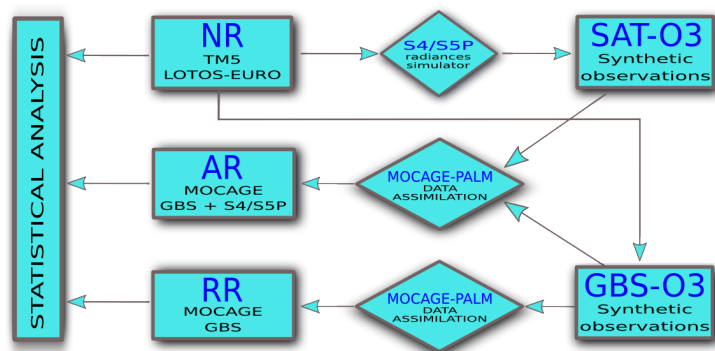 STATISTICAL ANALYSIS
NR
TM5
LOTOS-EURO
S4/S5P
radiances
simulator
SAT-O3
Synthetic
observations
AR
MOCAGE
GBS + S4/S5P
MOCAGE-PALM
DATA
ASSIMILATION
RR
MOCAGE
GBS
MOCAGE-PALM
DATA
ASSIMILATION
GBS-O3
Synthetic
observations